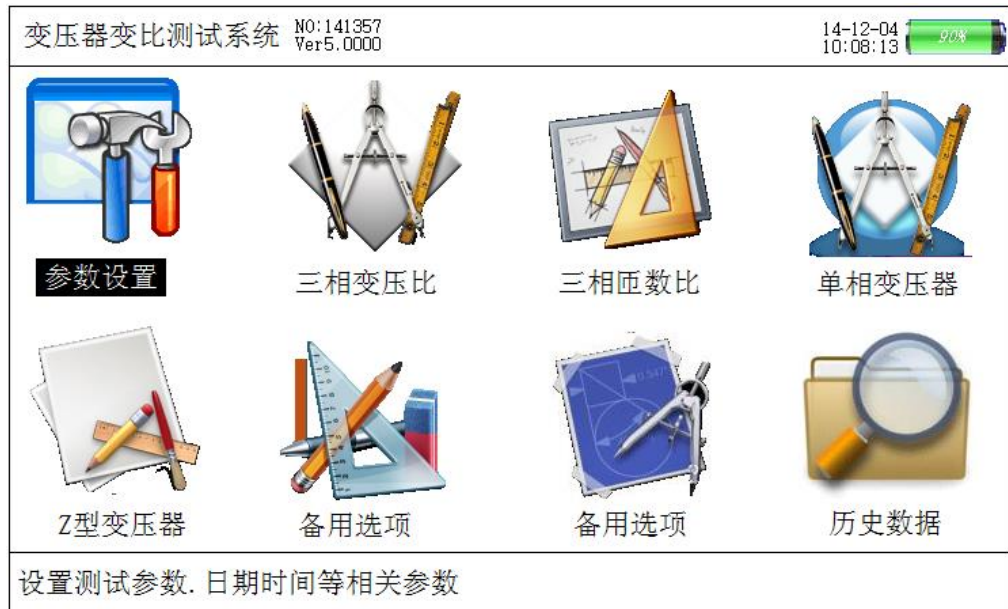 变压器变比测试系统 NO:141357
Ver5.0000
14-12-04
10:08:13
90%
参数设置
三相变压比
三相匝数比
单相变压器
0.347
Z型变压器
备用选项
备用选项
历史数据
设置测试参数.日期时间等相关参数